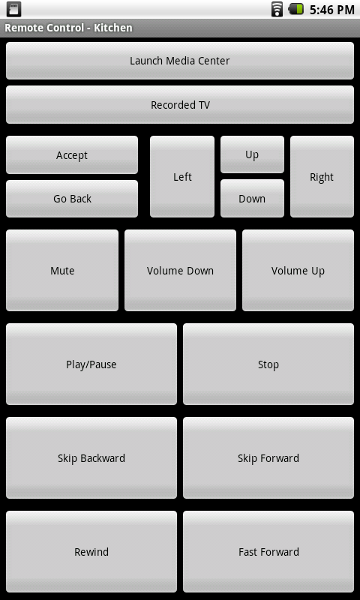 5:46 PM
Remote Control - Kitchen
Launch Media Center
Recorded TV
Accept
Go Back
Left
Up
Down
Right
Mute
Volume Down
Volume Up
Play/Pause
Stop
Skip Backward
Skip Forward
Rewind
Fast Forward